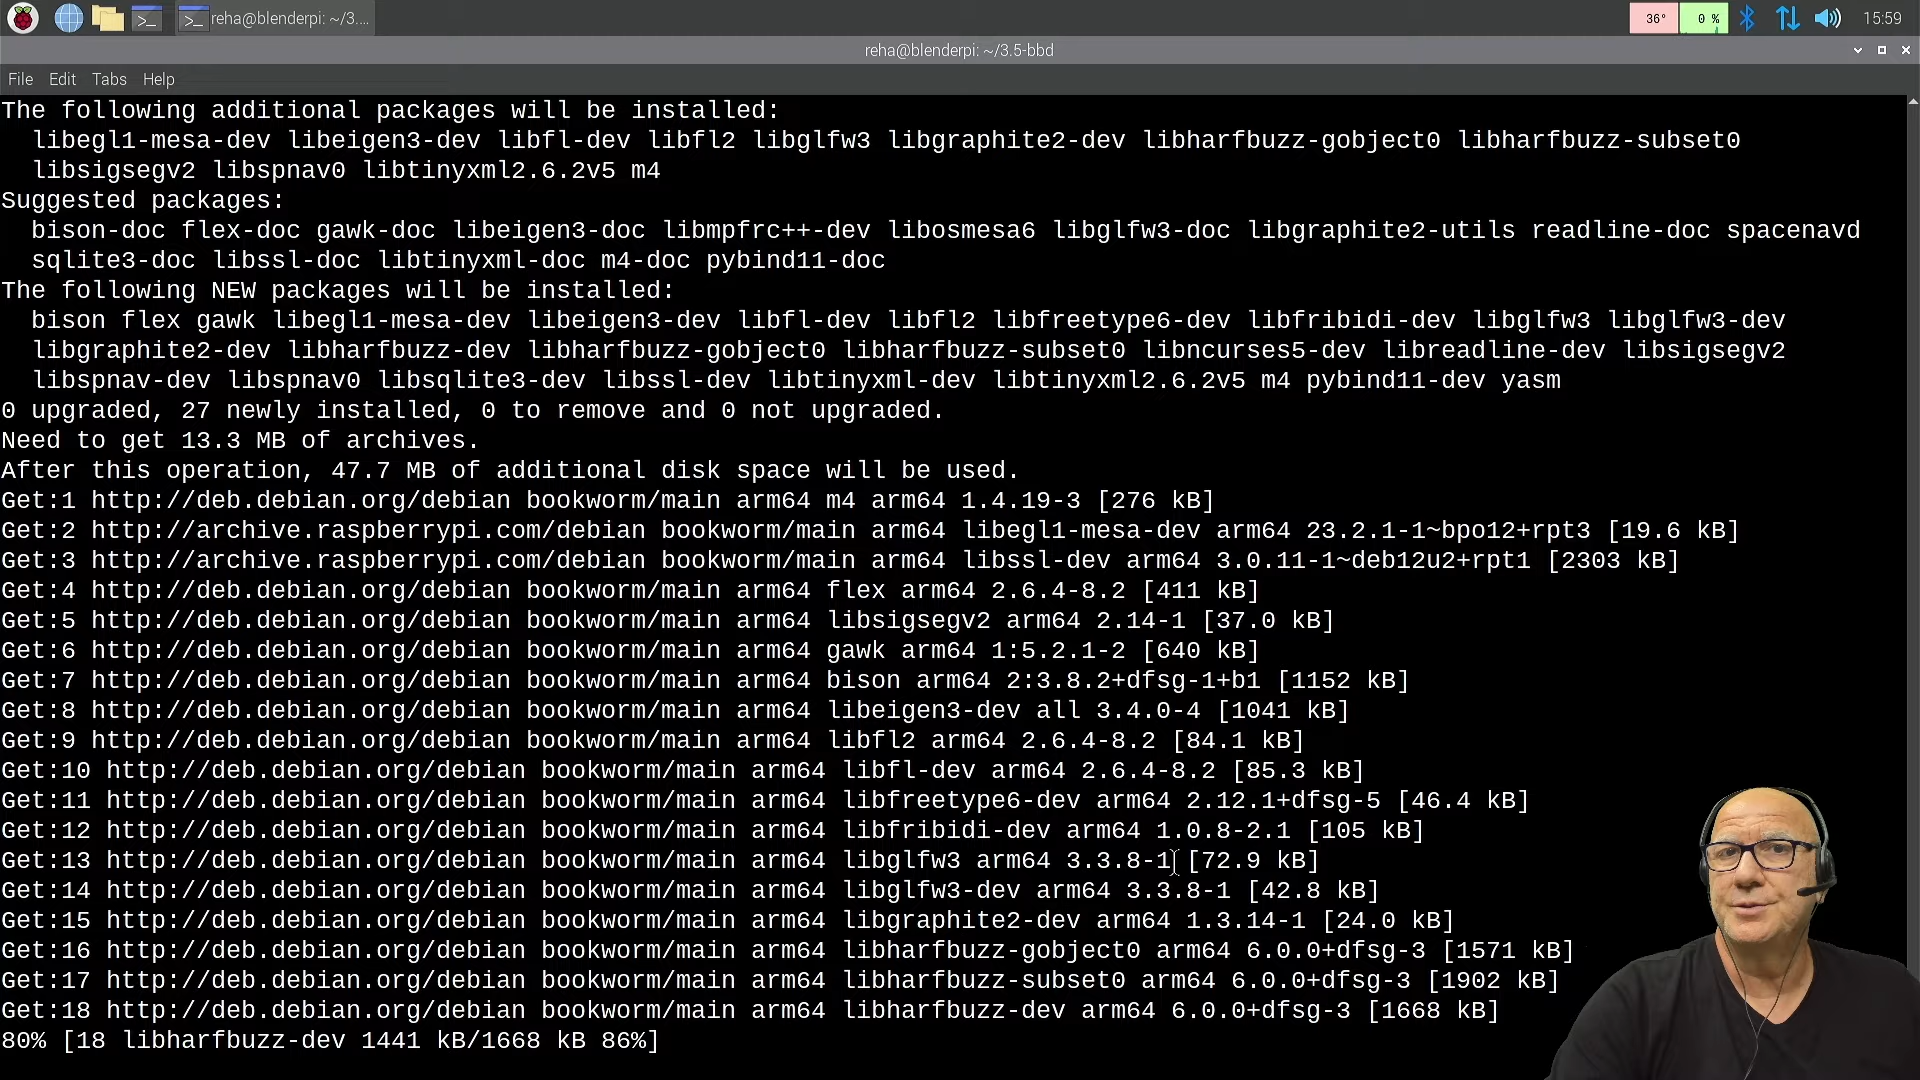 reha@blenderpi: ~/3....
36°
0 %
15:59
reha@blenderpi: ~/3.5-bbd
File Edit Tabs Help
The following additional packages will be installed:
libegl1-mesa-dev libeigen3-dev libfl-dev libfl2 libglfw3 libgraphite2-dev libharfbuzz-gobject0 libharfbuzz-subset0
libsigsegv2 libspnav0 libtinyxml2.6.2v5 m4
Suggested packages:
bison-doc flex-doc gawk-doc libeigen3-doc libmpfrc++-dev libosmesa6 libglfw3-doc libgraphite2-utils readline-doc spacenavd
sqlite3-doc libssl-doc libtinyxml-doc m4-doc pybind11-doc
The following NEW packages will be installed:
bison flex gawk libegl1-mesa-dev libeigen3-dev libfl-dev libfl2 libfreetype6-dev libfribidi-dev libglfw3 libglfw3-dev
libgraphite2-dev libharfbuzz-dev libharfbuzz-gobject0 libharfbuzz-subset0 libncurses5-dev libreadline-dev libsigsegv2
libspnav-dev libspnav0 libsqlite3-dev libssl-dev libtinyxml-dev libtinyxml2.6.2v5 m4 pybind11-dev yasm
0 upgraded, 27 newly installed, 0 to remove and 0 not upgraded.
Need to get 13.3 MB of archives.
After this operation, 47.7 MB of additional disk space will be used.
Get:1 http://deb.debian.org/debian bookworm/main arm64 m4 arm64 1.4.19-3 [276 kB]
Get:2 http://archive.raspberrypi.com/debian bookworm/main arm64 libegl1-mesa-dev arm64 23.2.1-1~bpo12+rpt3 [19.6 kB]
Get:3 http://archive.raspberrypi.com/debian bookworm/main arm64 libssl-dev arm64 3.0.11-1~deb12u2+rpt1 [2303 kB]
Get:4 http://deb.debian.org/debian bookworm/main arm64 flex arm64 2.6.4-8.2 [411 kB]
Get:5 http://deb.debian.org/debian bookworm/main arm64 libsigsegv2 arm64 2.14-1 [37.0 kB]
Get:6 http://deb.debian.org/debian bookworm/main arm64 gawk arm64 1:5.2.1-2 [640 kB]
Get:7 http://deb.debian.org/debian bookworm/main arm64 bison arm64 2:3.8.2+dfsg-1+b1 [1152 kB]
Get:8 http://deb.debian.org/debian bookworm/main arm64 libeigen3-dev all 3.4.0-4 [1041 kB]
Get:9 http://deb.debian.org/debian bookworm/main arm64 libfl2 arm64 2.6.4-8.2 [84.1 kB]
Get:10 http://deb.debian.org/debian bookworm/main arm64 libfl-dev arm64 2.6.4-8.2 [85.3 kB]
Get:11 http://deb.debian.org/debian bookworm/main arm64 libfreetype6-dev arm64 2.12.1+dfsg-5 [46.4 kB]
Get:12 http://deb.debian.org/debian bookworm/main arm64 libfribidi-dev arm64 1.0.8-2.1 [105 kB]
Get:13 http://deb.debian.org/debian bookworm/main arm64 libglfw3 arm64 3.3.8-1 [72.9 kB]
Get:14 http://deb.debian.org/debian bookworm/main arm64 libglfw3-dev arm64 3.3.8-1 [42.8 kB]
Get:15 http://deb.debian.org/debian bookworm/main arm64 libgraphite2-dev arm64 1.3.14-1 [24.0 kB]
Get:16 http://deb.debian.org/debian bookworm/main arm64 libharfbuzz-gobject0 arm64 6.0.0+dfsg-3 [1571 kB]
Get:17 http://deb.debian.org/debian bookworm/main arm64 libharfbuzz-subset0 arm64 6.0.0+dfsg-3 [1902 kB]
Get:18 http://deb.debian.org/debian bookworm/main arm64 libharfbuzz-dev arm64 6.0.0+dfsg-3 [1668 kB]
80% [18 libharfbuzz-dev 1441 kB/1668 kB 86%]